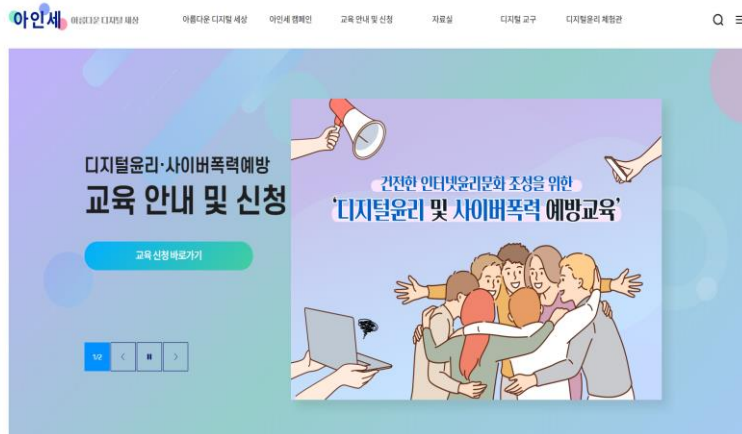 아인세 아름다운 디지털 세상
아름다운 디지털 세상 아인세 캠페인 교육 안내 및 신청 자료실 디지털 교구 디지털윤리 체험관
디지털윤리·사이버폭력예방
교육 안내 및 신청
교육 신청 바로가기
1/2
건전한 인터넷윤리문화 조성을 위한
'디지털윤리 및 사이버폭력 예방교육'